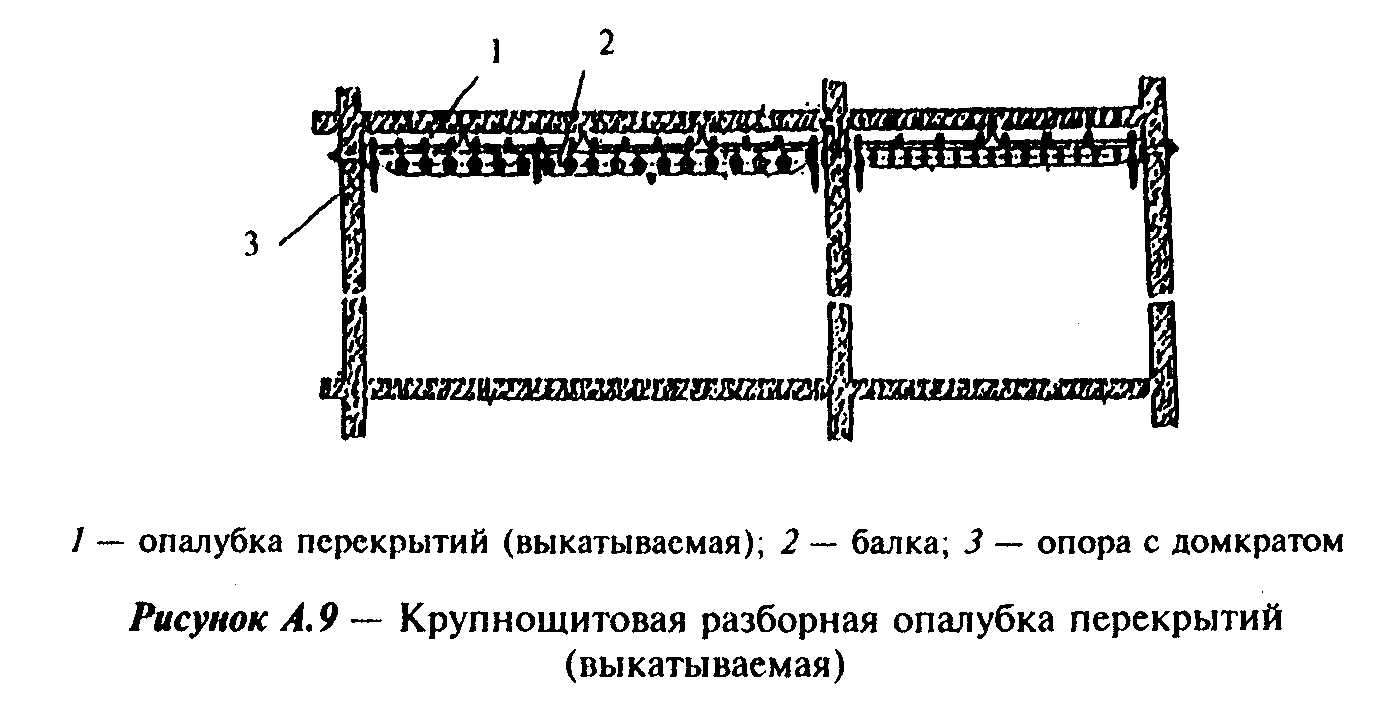 1
2
3
1 — опалубка перекрытий (выкатываемая); 2 — балка; 3 — опора с домкратом
Рисунок А.9 — Крупнощитовая разборная опалубка перекрытий
(выкатываемая)